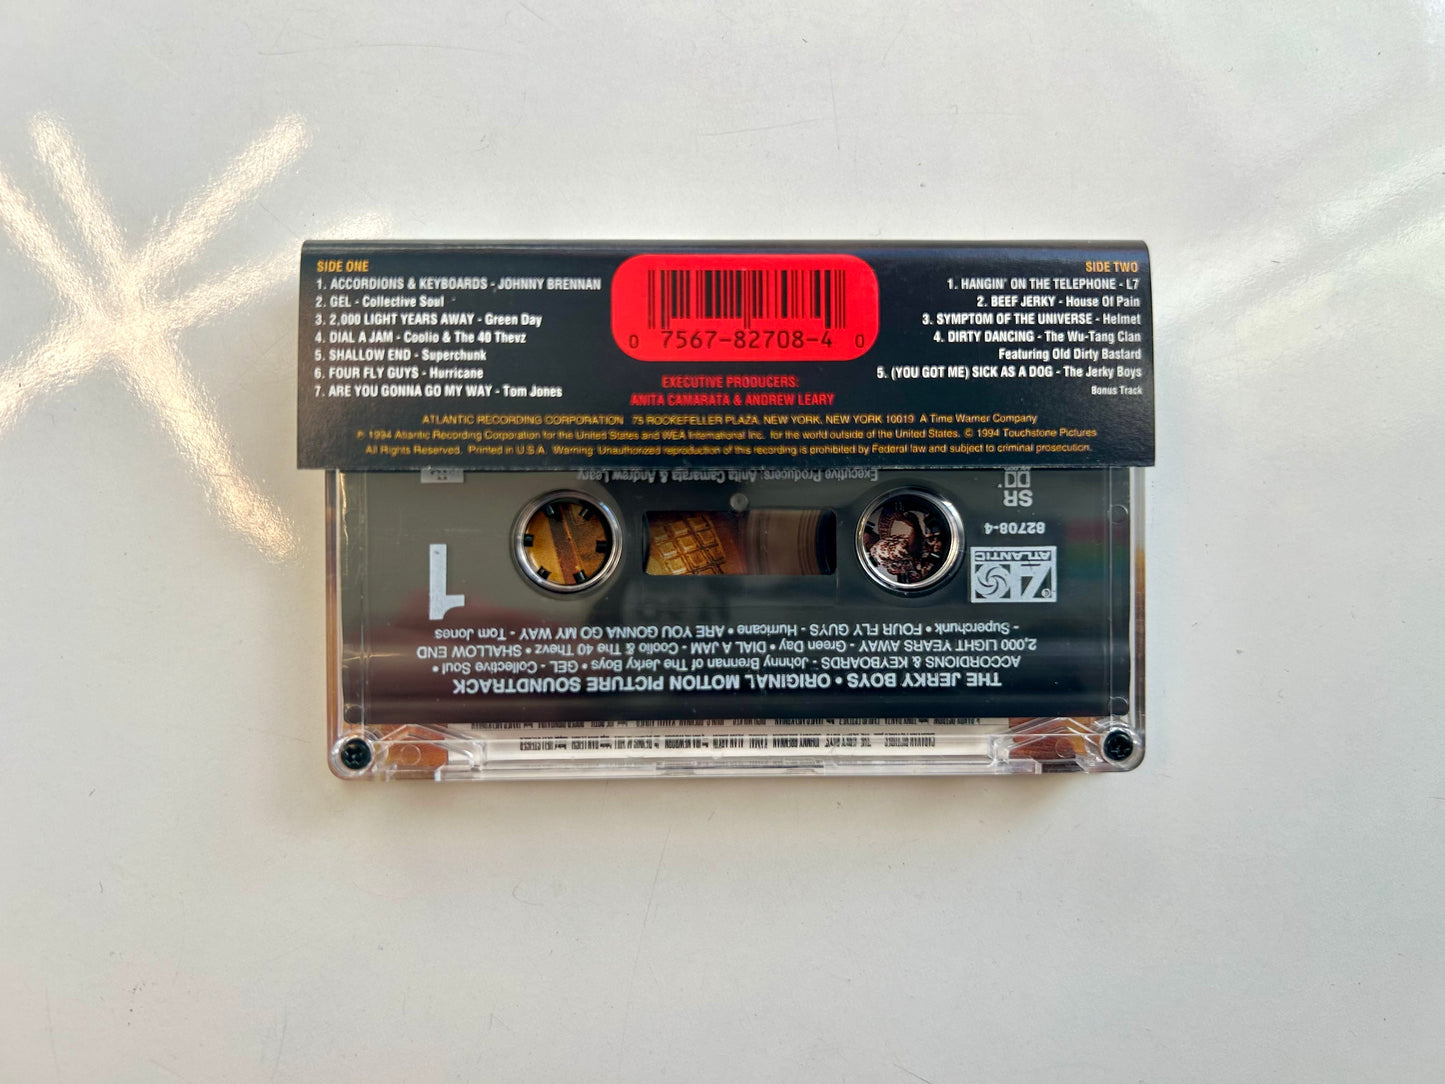 SIDE ONE
1. ACCORDIONS & KEYBOARDS - JOHNNY BRENNAN
2. GEL - Collective Soul
3. 2,000 LIGHT YEARS AWAY - Green Day
4. DIAL A JAM - Coolio & The 40 Thevz
5. SHALLOW END - Superchunk
6. FOUR FLY GUYS - Hurricane
7. ARE YOU GONNA GO MY WAY - Tom Jones
0 7567-82708-4 0
EXECUTIVE PRODUCERS:
ANITA CAMARATA & ANDREW LEARY
SIDE TWO
1. HANGIN' ON THE TELEPHONE - L7
2. BEEF JERKY - House Of Pain
3. SYMPTOM OF THE UNIVERSE - Helmet
4. DIRTY DANCING - The Wu-Tang Clan
Featuring Old Dirty Bastard
5. (YOU GOT ME) SICK AS A DOG - The Jerky Boys
Bonus Track
ATLANTIC RECORDING CORPORATION 75 ROCKEFELLER PLAZA, NEW YORK, NEW YORK 10019 A Time Warner Company
℗ 1994 Atlantic Recording Corporation for the United States and WEA International Inc. for the world outside of the United States. © 1994 Touchstone Pictures
All Rights Reserved. Printed in U.S.A. Warning: Unauthorized reproduction of this recording is prohibited by Federal law and subject to criminal prosecution.
THE JERKY BOYS • ORIGINAL MOTION PICTURE SOUNDTRACK
ACCORDIONS & KEYBOARDS - Johnny Brennan of The Jerky Boys • GEL - Collective Soul •
2,000 LIGHT YEARS AWAY - Green Day • DIAL A JAM - Coolio & The 40 Thevz • SHALLOW END
- Superchunk • FOUR FLY GUYS - Hurricane • ARE YOU GONNA GO MY WAY - Tom Jones
ATLANTIC
®
1
82708-4
SR
Executive Producers: Anita Camarata & Andrew Leary